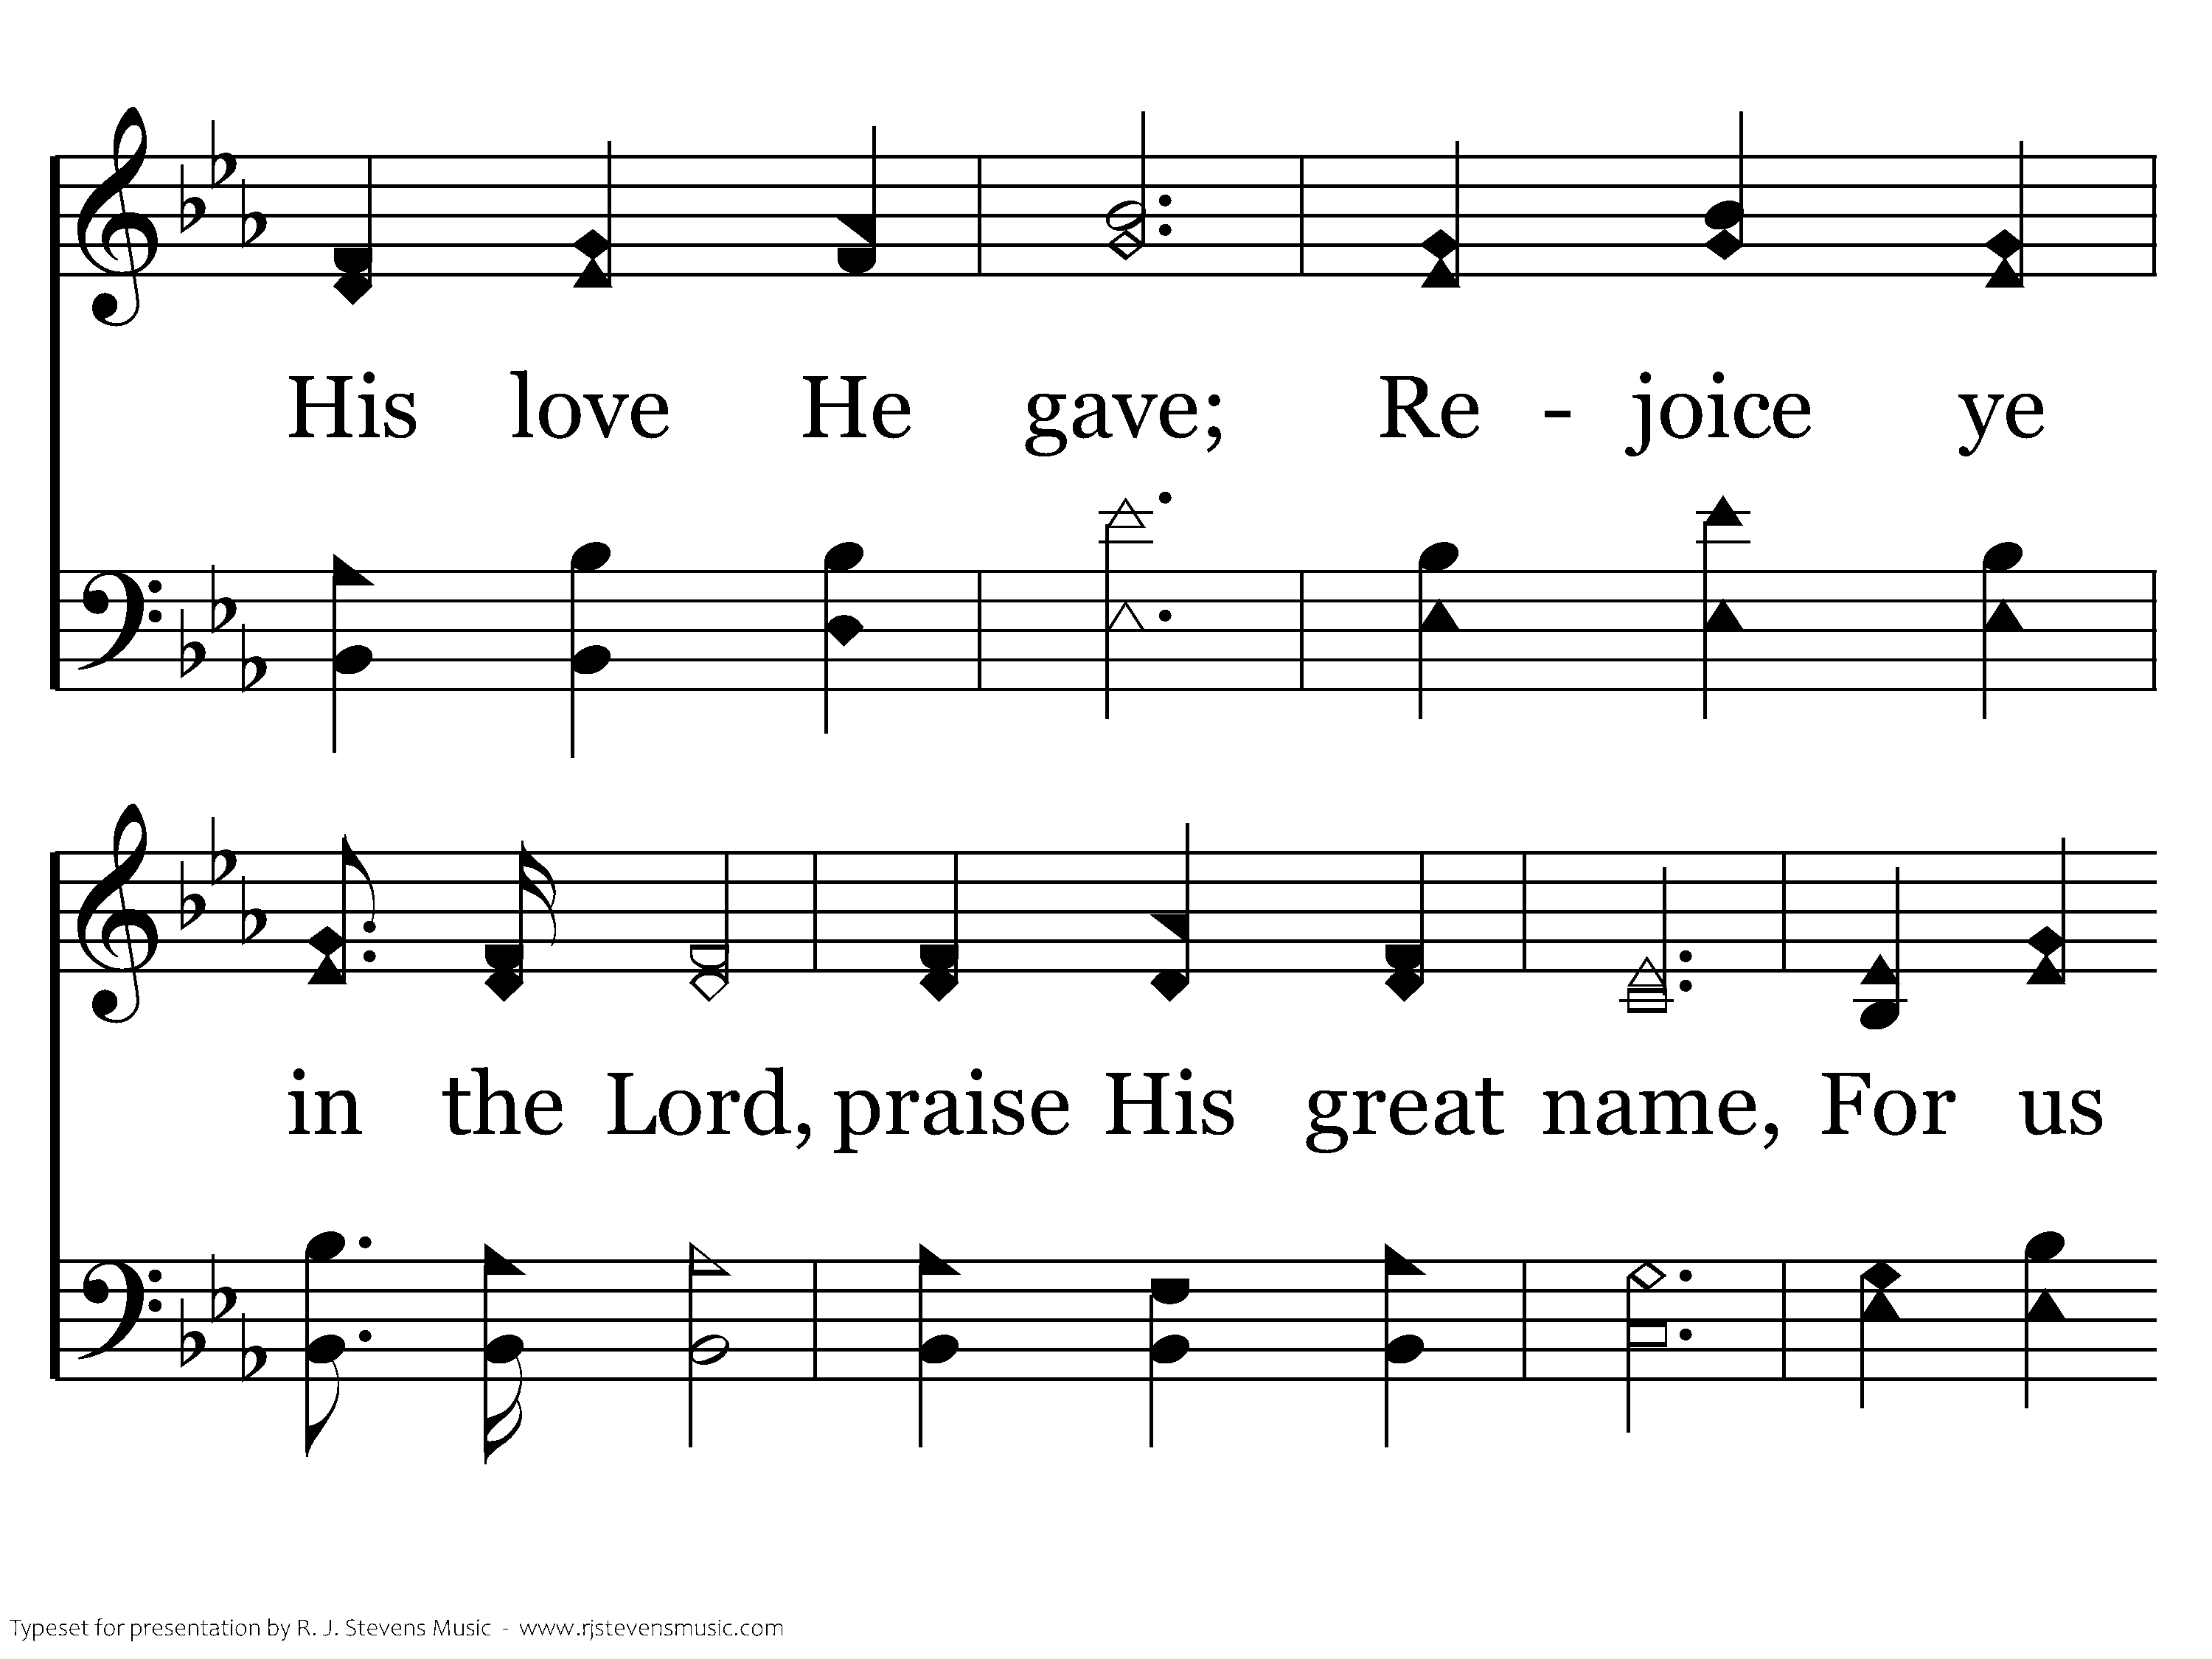 His love He gave; Re - joice ye
in the Lord, praise His great name, For us
Typeset for presentation by R. J. Stevens Music - www.rjstevensmusic.com